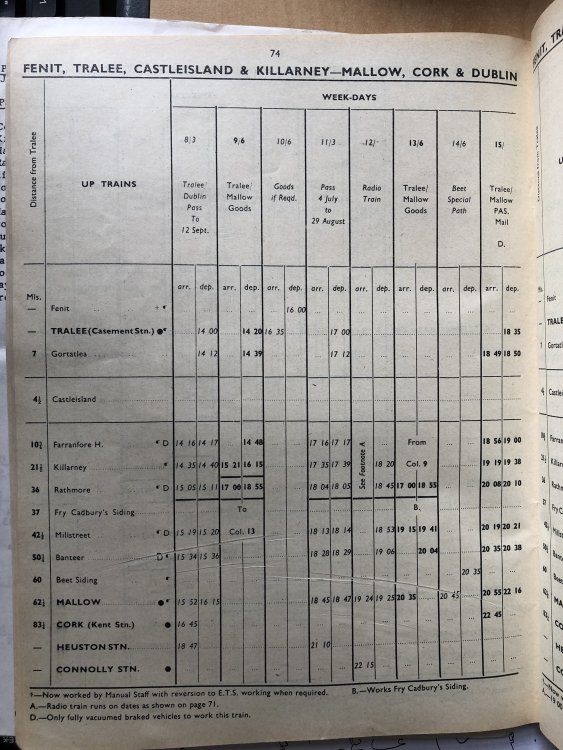 74
FENIT, TRALEE, CASTLEISLAND & KILLARNEY—MALLOW, CORK & DUBLIN
WEEK-DAYS
Distance from Tralee
UP TRAINS
8/3 9/6 10/6 11/3 12/- 13/6 14/6 15/
Tralee/ Dublin Pass To 12 Sept.
Tralee/ Mallow Goods
Goods if Reqd.
Pass 4 July to 29 August
Radio Train
Tralee/ Mallow Goods
Beet Special Path
Tralee/ Mallow PAS. Mail D.
arr. dep. arr. dep. arr. dep. arr. dep. arr. dep. arr. dep. arr. dep. arr. dep.
Mls.
— Fenit 16 00
— TRALEE (Casement Stn.) 14 00 14 20 16 35 17 00 18 35
7 Gortatlea 14 12 14 39 17 12 18 49 18 50
4½ Castleisland
10¾ Farranfore H. D 14 16 14 17 14 48 17 16 17 17 From 18 56 19 00
21½ Killarney 14 35 14 40 15 21 16 15 17 35 17 39 18 20 Col. 9 19 19 19 38
See Footnote A
36 Rathmore D 15 05 15 11 17 00 18 55 18 04 18 05 18 45 17 00 18 55 20 08 20 10
37 Fry Cadbury's Siding To B.
42½ Millstreet D 15 19 15 20 Col. 13 18 13 18 14 18 53 19 15 19 41 20 19 20 21
50¼ Banteer D 15 34 15 36 18 28 18 29 19 06 20 04 20 35 20 38
60 Beet Siding 20 35
62¼ MALLOW 15 52 16 15 18 45 18 47 19 24 19 25 20 35 20 45 20 55 22 16
83¼ CORK (Kent Stn.) 16 45 22 45
— HEUSTON STN. 18 47 21 10
— CONNOLLY STN. 22 15
†—Now worked by Manual Staff with reversion to E.T.S. working when required. B.—Works Fry Cadbury's Siding.
A.—Radio train runs on dates as shown on page 71.
D.—Only fully vacuumed braked vehicles to work this train.